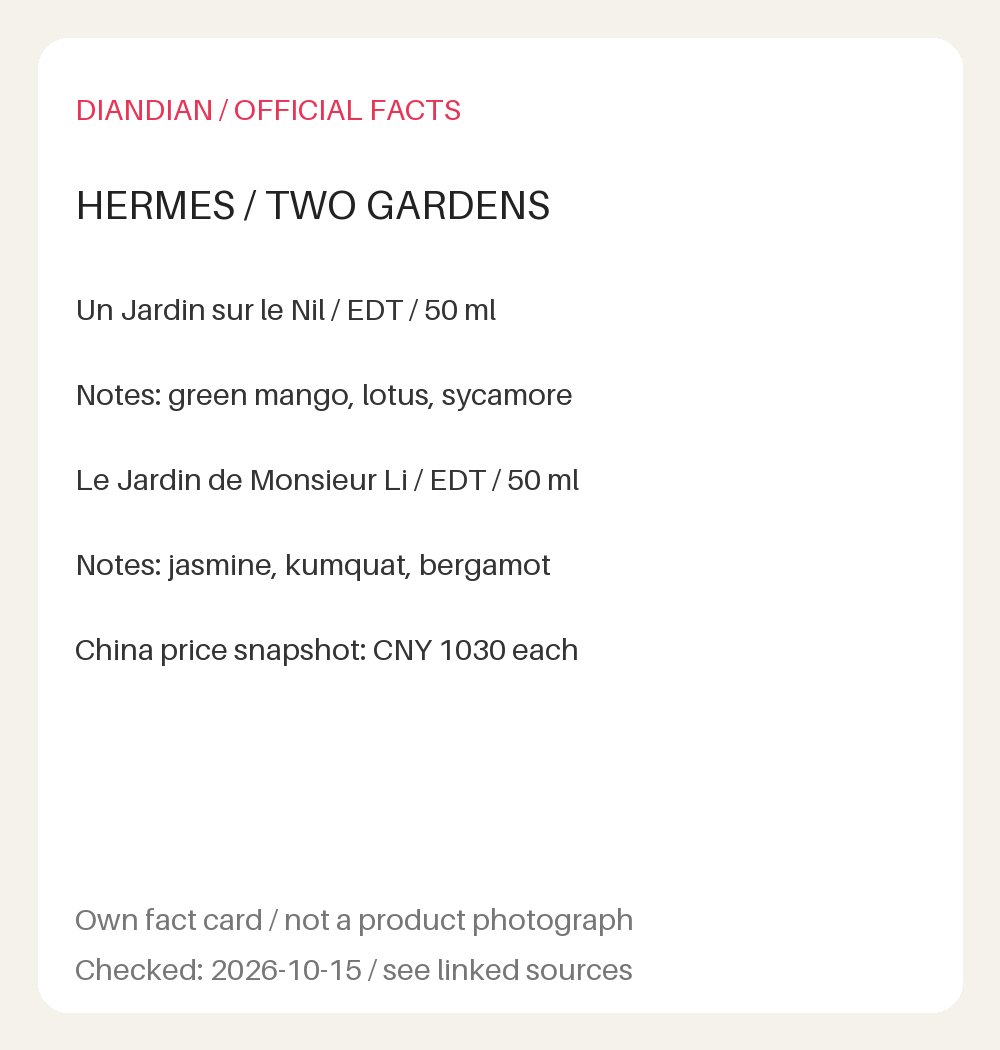 DIANDIAN / OFFICIAL FACTS
HERMES / TWO GARDENS
Un Jardin sur le Nil / EDT / 50 ml
Notes: green mango, lotus, sycamore
Le Jardin de Monsieur Li / EDT / 50 ml
Notes: jasmine, kumquat, bergamot
China price snapshot: CNY 1030 each
Own fact card / not a product photograph
Checked: 2026-10-15 / see linked sources